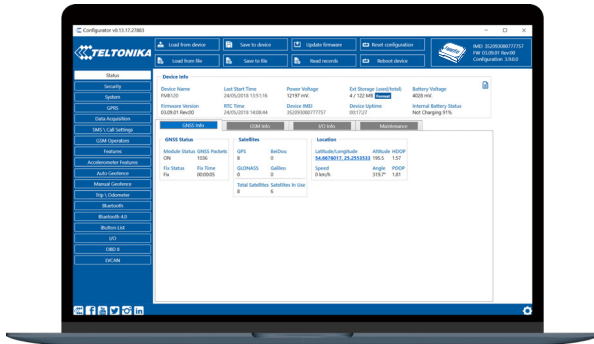 Configurator v0.13.17.27883
TELTONIKA
Load from device
Save to device
Update firmware
Reset configuration
Load from file
Save to file
Read records
Reboot device
IMEI 352093080777757
FW 03.09.01 Rev:00
Configuration 3.9.0.0
Status
Security
System
GPRS
Data Acquisition
SMS \ Call Settings
GSM Operators
Features
Accelerometer Features
Auto Geofence
Manual Geofence
Trip \ Odometer
Bluetooth
Bluetooth 4.0
iButton List
I/O
OBD II
LVCAN
Device Info
Device Name
FMB120
Last Start Time
24/05/2018 13:51:16
Power Voltage
12197 mV.
Ext Storage (used/total)
4 / 122 MB Format
Battery Voltage
4028 mV.
Firmware Version
03.09.01 Rev:00
RTC Time
24/05/2018 14:08:44
Device IMEI
352093080777757
Device Uptime
00:17:27
Internal Battery Status
Not Charging 91%
GNSS Info
GSM Info
I/O Info
Maintenance
GNSS Status
Module Status GNSS Packets
ON 1036
Fix Status Fix Time
Fix 00:00:05
Satellites
GPS BeiDou
8 0
GLONASS Galileo
0 0
Total Satellites Satellites in Use
8 6
Location
Latitude/Longitude Altitude HDOP
54.6676017, 25.2553533 195.5 1.57
Speed Angle PDOP
0 km/h 319.7° 1.81